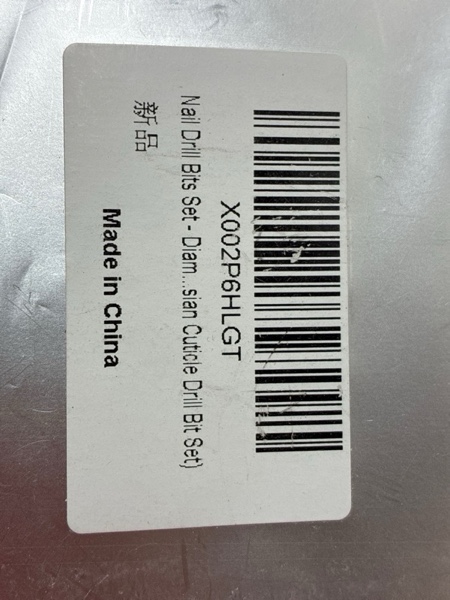 X002P6HLGT
Nail Drill Bits Set - Diam...sian Cuticle Drill Bit Set)
新品
Made in China